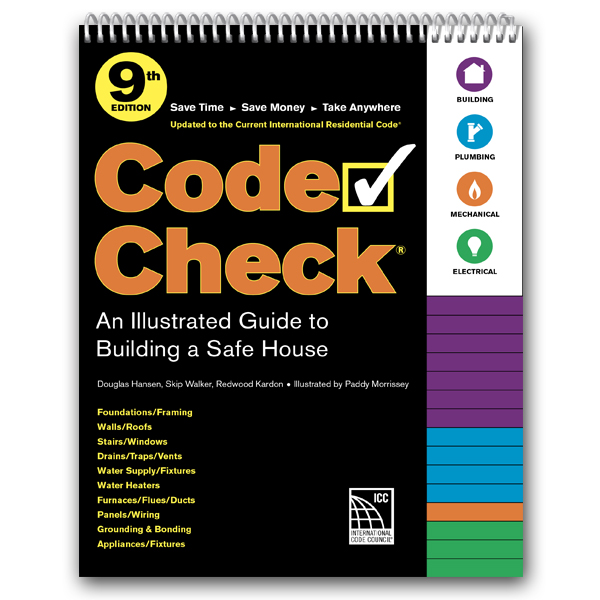 9th
EDITION
Save Time ► Save Money ► Take Anywhere
Updated to the Current International Residential Code®
Code
Check®
An Illustrated Guide to
Building a Safe House
Douglas Hansen, Skip Walker, Redwood Kardon • Illustrated by Paddy Morrissey
Foundations/Framing
Walls/Roofs
Stairs/Windows
Drains/Traps/Vents
Water Supply/Fixtures
Water Heaters
Furnaces/Flues/Ducts
Panels/Wiring
Grounding & Bonding
Appliances/Fixtures
ICC
INTERNATIONAL
CODE COUNCIL®
BUILDING
PLUMBING
MECHANICAL
ELECTRICAL